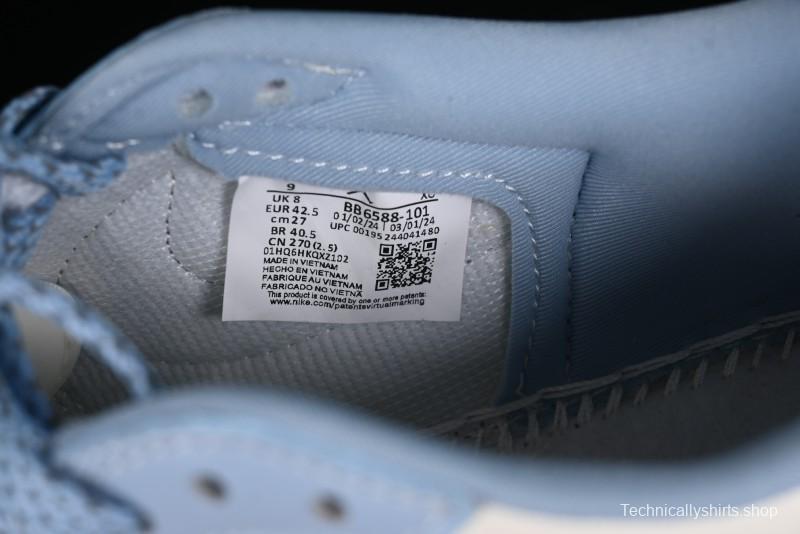 9 XC
UK 8
EUR 42.5
cm 27
BR 40.5
CN 270 (2.5)
01HQ6HKQXZ102
MADE IN VIETNAM
HECHO EN VIETNAM
FABRIQUE AU VIETNAM
FABRICADO NO VIETNÃ
BB6588-101
01/02/24 | 03/01/24
UPC 00195244041480
This product is covered by one or more patents:
www.nike.com/patentsvirtualmarking
Technicallyshirts.shop